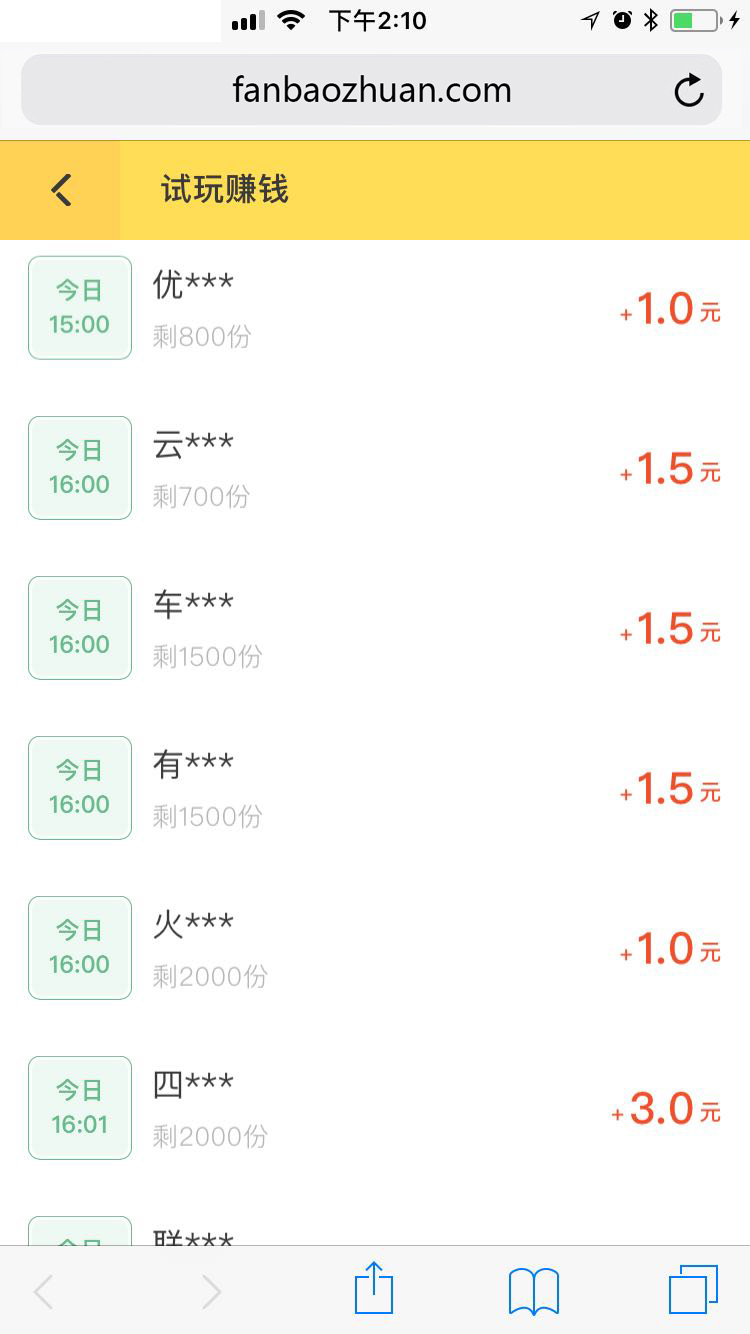 下午2:10
fanbaozhuan.com
试玩赚钱
今日
15:00
优***
剩800份
+1.0元
今日
16:00
云***
剩700份
+1.5元
今日
16:00
车***
剩1500份
+1.5元
今日
16:00
有***
剩1500份
+1.5元
今日
16:00
火***
剩2000份
+1.0元
今日
16:01
四***
剩2000份
+3.0元
今日
联***